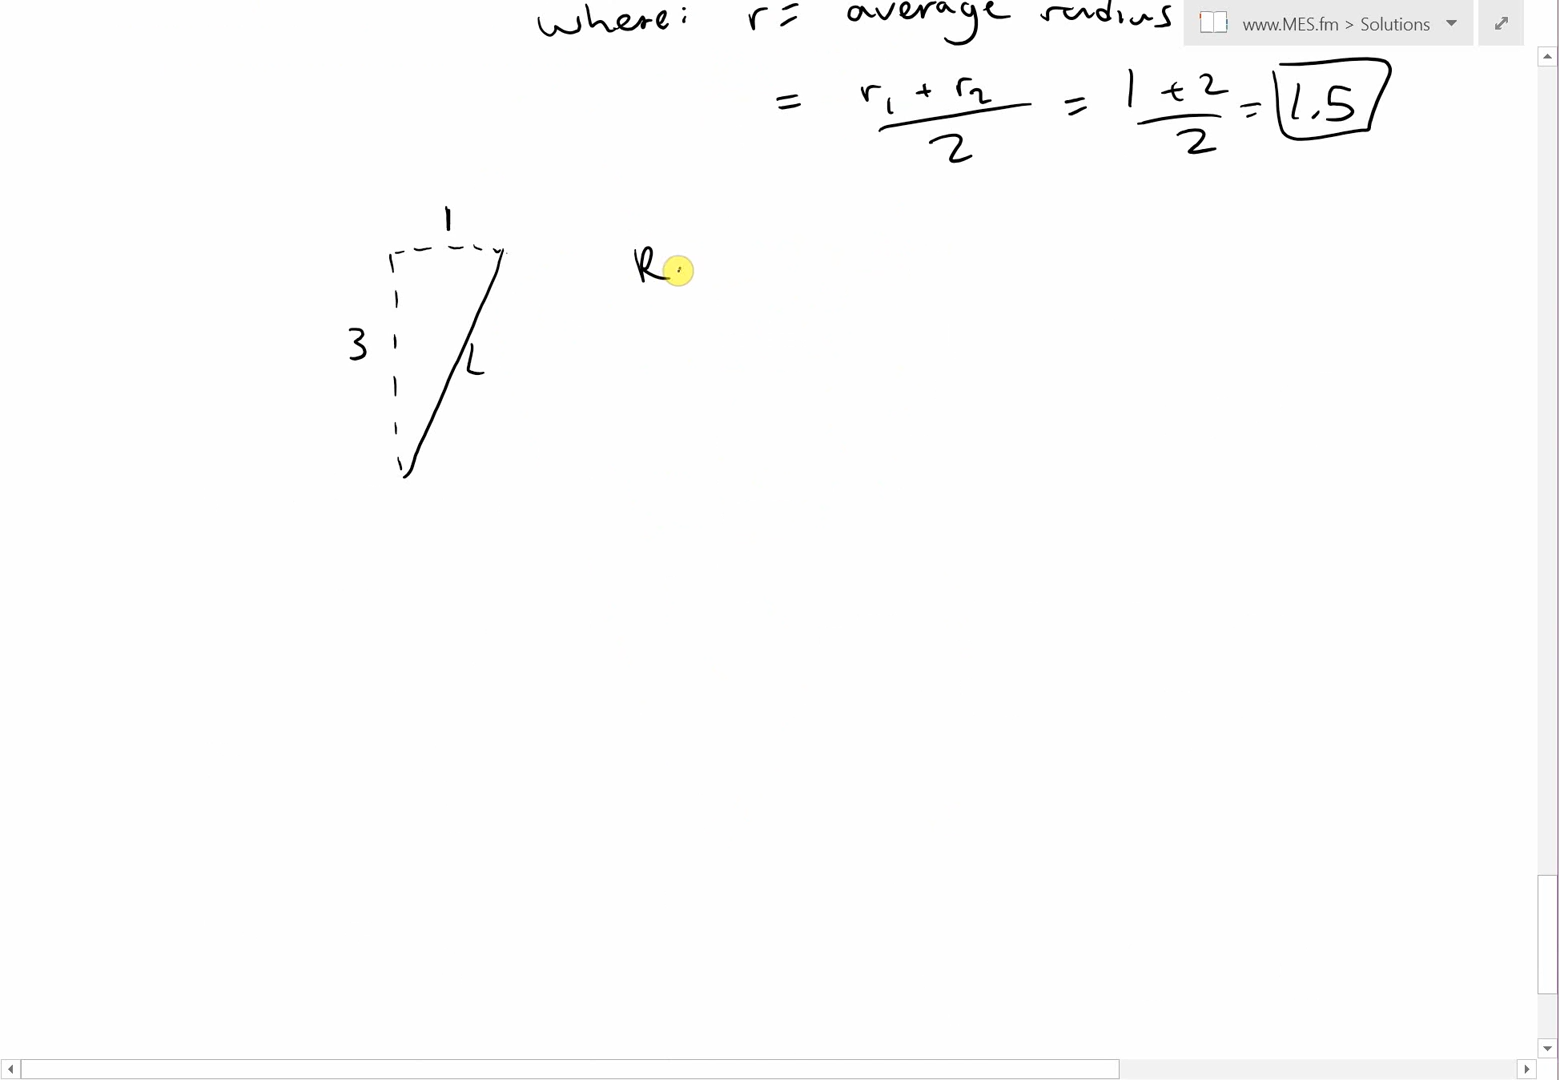 where: r = average radius
www.MES.fm > Solutions
= r₁ + r₂ / 2 = 1 + 2 / 2 = 1.5
1
R
3
L